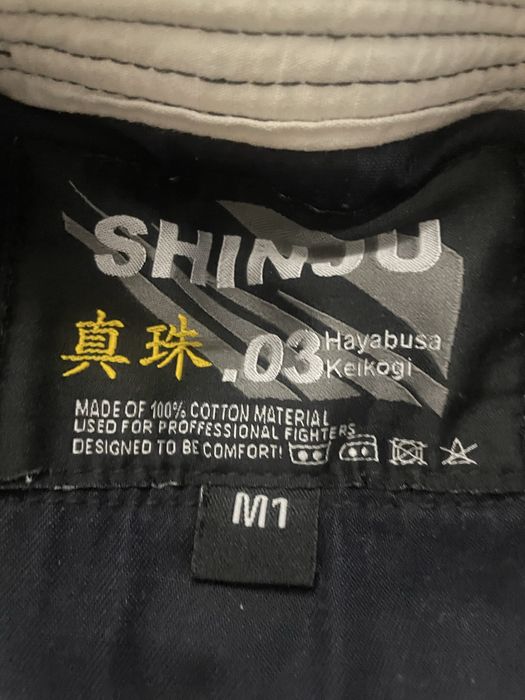 SHINJU
真珠 .03 Hayabusa
Keikogi
MADE OF 100% COTTON MATERIAL
USED FOR PROFFESSIONAL FIGHTERS
DESIGNED TO BE COMFORT!
M1